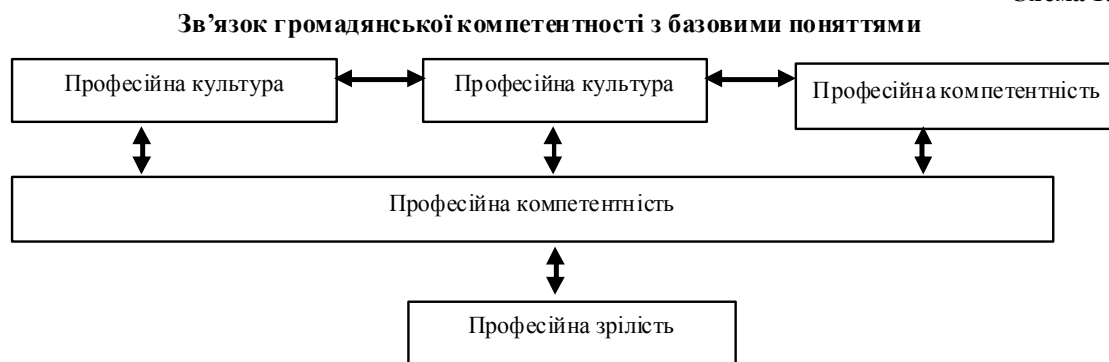 Зв’язок громадянської компетентності з базовими поняттями
Професійна культура
Професійна культура
Професійна компетентність
Професійна компетентність
Професійна зрілість